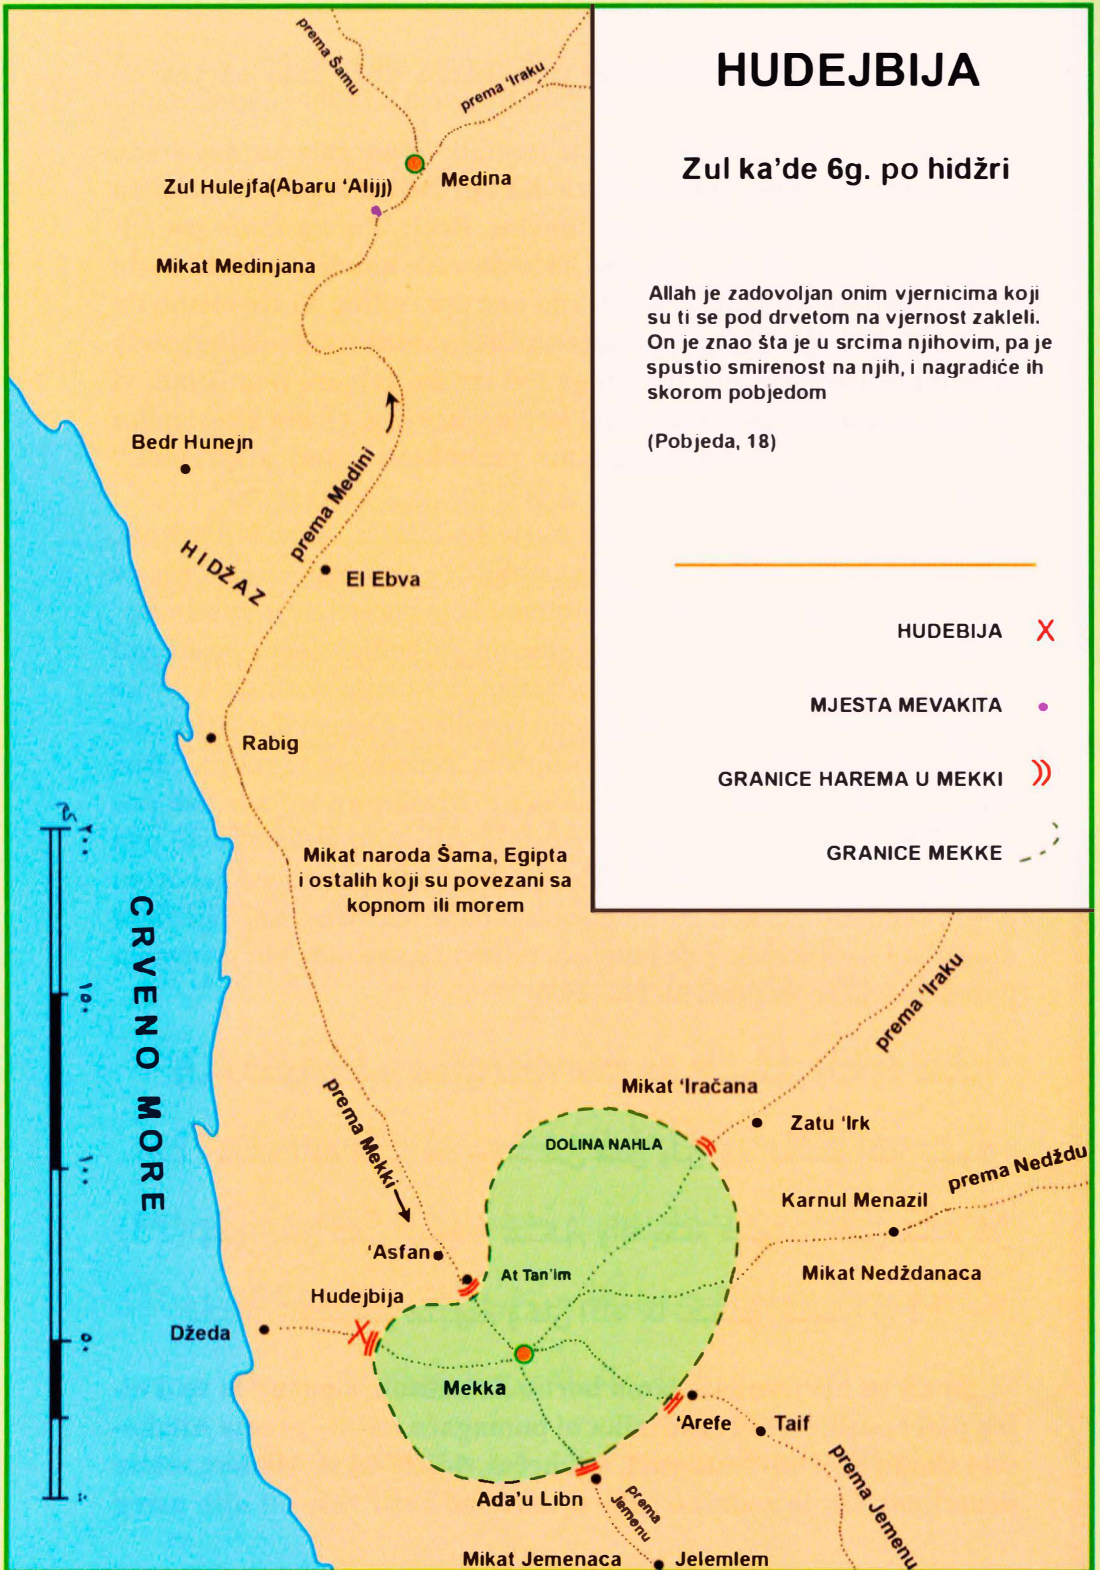 HUDEJBIJA
Zul ka'de 6g. po hidžri
Allah je zadovoljan onim vjernicima koji
su ti se pod drvetom na vjernost zakleli.
On je znao šta je u srcima njihovim, pa je
spustio smirenost na njih, i nagradiće ih
skorom pobjedom
(Pobjeda, 18)
HUDEBIJA
MJESTA MEVAKITA
GRANICE HAREMA U MEKKI
GRANICE MEKKE
prema Šamu
prema 'Iraku
Zul Hulejfa(Abaru 'Alijj)
Medina
Mikat Medinjana
Bedr Hunejn
prema Medini
HIDŽAZ
El Ebva
Rabig
Mikat naroda Šama, Egipta
i ostalih koji su povezani sa
kopnom ili morem
CRVENO MORE
٢٠٠
١٥٠
١٠٠
٥٠
prema 'Iraku
prema Mekki
Mikat 'Iračana
Zatu 'Irk
DOLINA NAHLA
prema Nedždu
Karnul Menazil
'Asfan
At Tan'im
Mikat Nedždanaca
Hudejbija
Džeda
Mekka
'Arefe
Taif
Ada'u Libn
prema
Jemenu
prema Jemenu
Mikat Jemenaca
Jelemlem